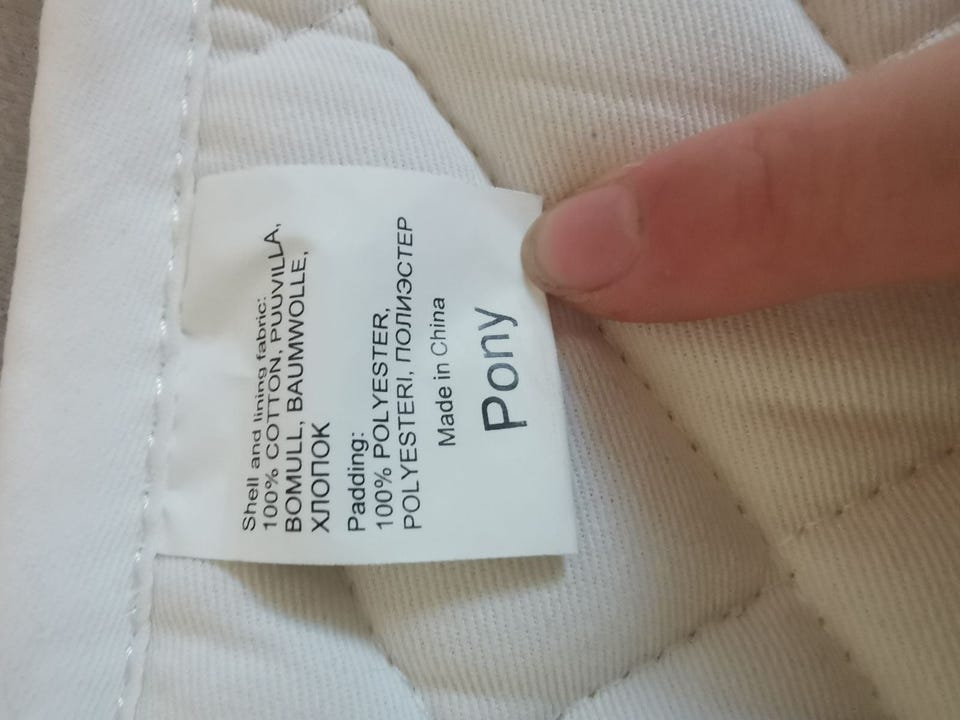 Shell and lining fabric:
100% COTTON, PUUVILLA,
BOMULL, BAUMWOLLE,
ХЛОПОК
Padding:
100% POLYESTER,
POLYESTERI, ПОЛИЭСТЕР
Made in China
Pony